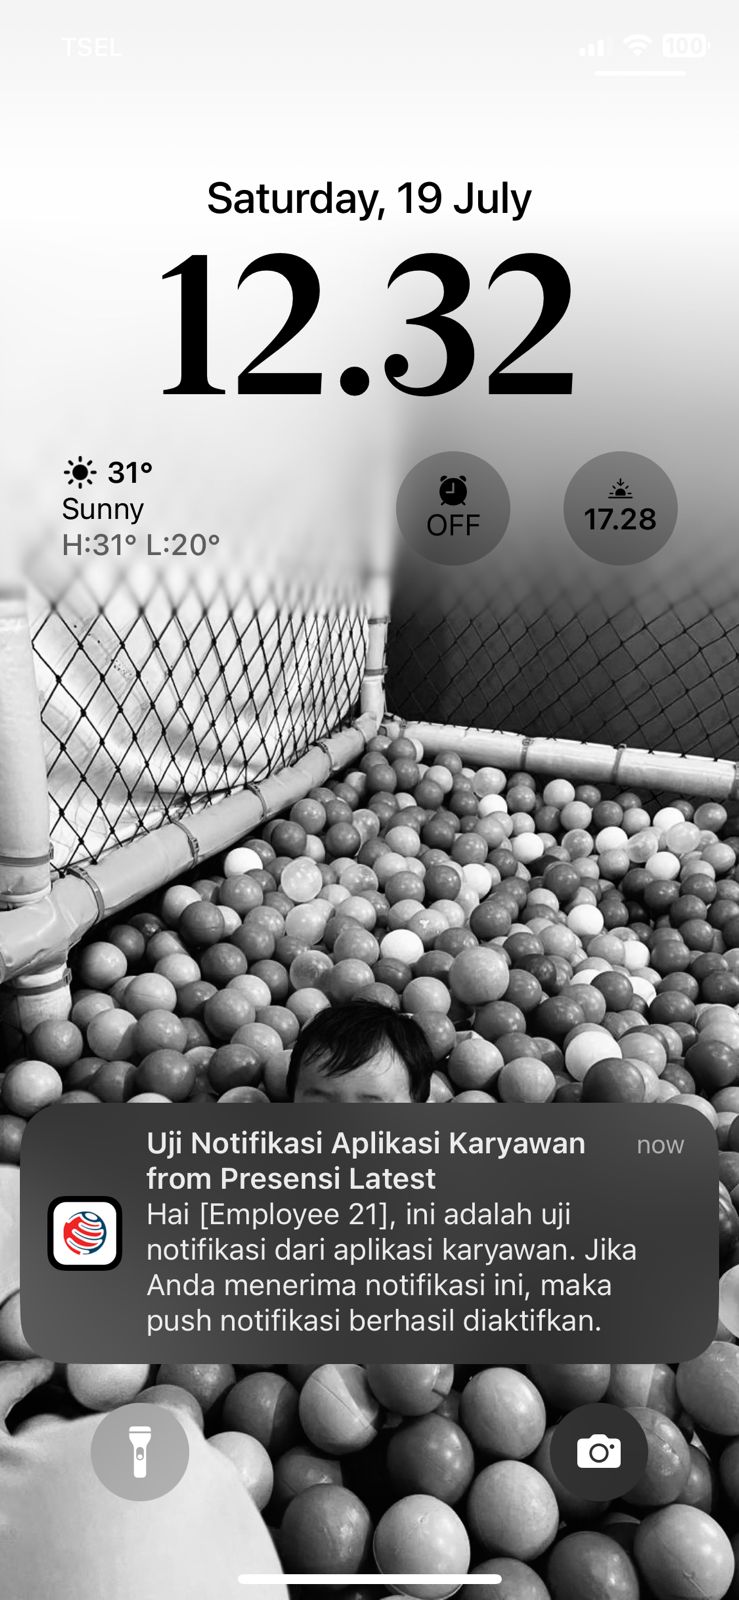 TSEL
100
Saturday, 19 July
12.32
31°
Sunny
H:31° L:20°
OFF
17.28
Uji Notifikasi Aplikasi Karyawan
now
from Presensi Latest
Hai [Employee 21], ini adalah uji
notifikasi dari aplikasi karyawan. Jika
Anda menerima notifikasi ini, maka
push notifikasi berhasil diaktifkan.